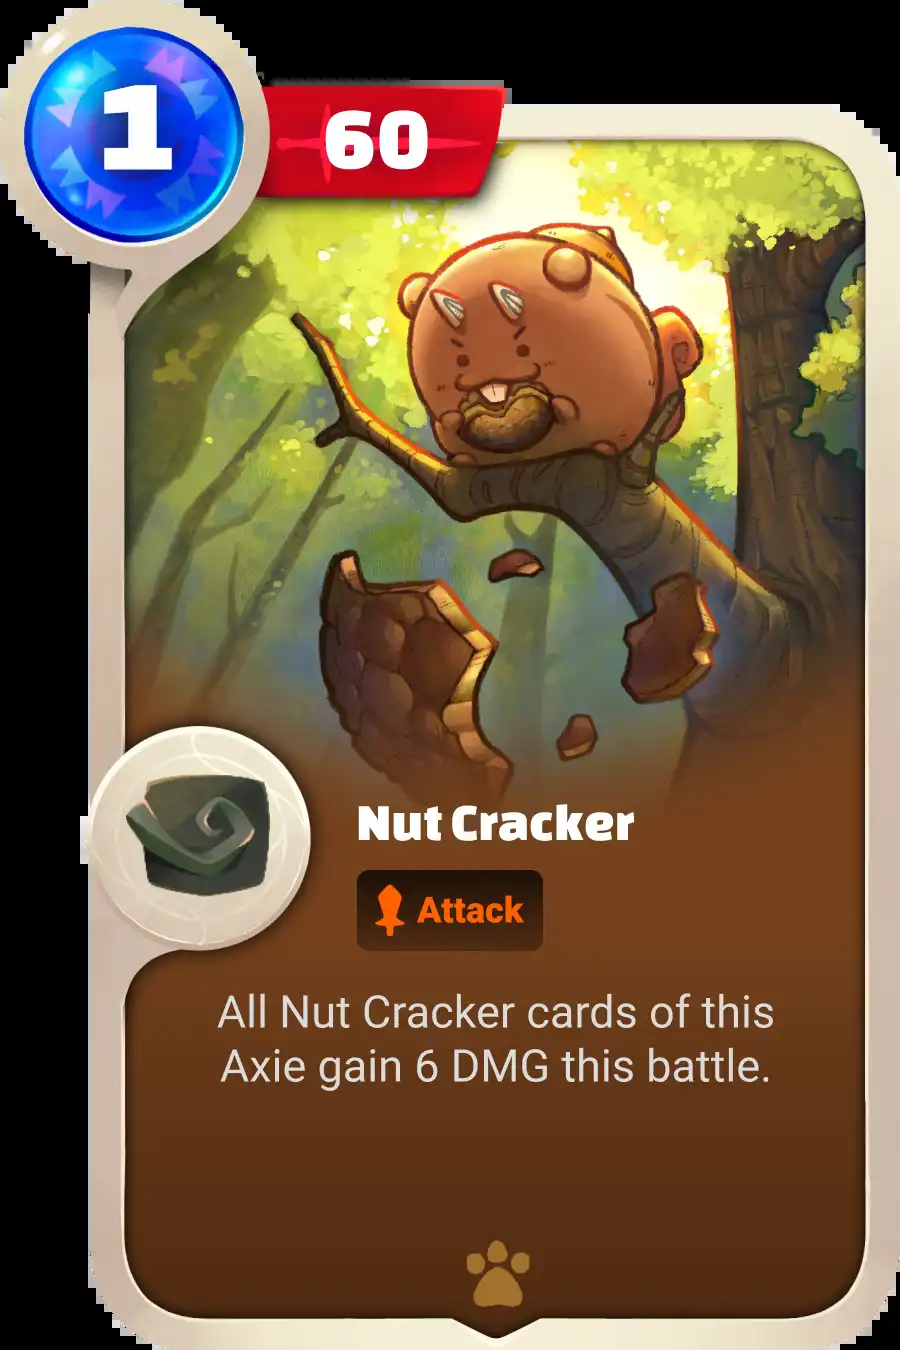 1
60
Nut Cracker
Attack
All Nut Cracker cards of this
Axie gain 6 DMG this battle.